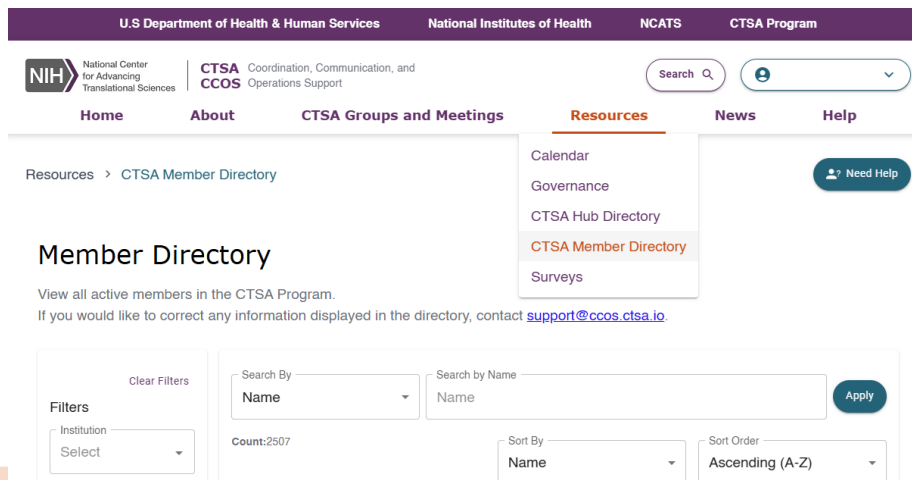 U.S Department of Health & Human Services National Institutes of Health NCATS CTSA Program
NIH National Center for Advancing Translational Sciences
CTSA CCOS Coordination, Communication, and Operations Support
Search
Home About CTSA Groups and Meetings Resources News Help
Calendar
Governance
CTSA Hub Directory
CTSA Member Directory
Surveys
Resources > CTSA Member Directory
Need Help
Member Directory
View all active members in the CTSA Program.
If you would like to correct any information displayed in the directory, contact support@ccos.ctsa.io.
Clear Filters
Filters
Institution
Select
Search By
Name
Search by Name
Name
Apply
Count:2507
Sort By
Name
Sort Order
Ascending (A-Z)